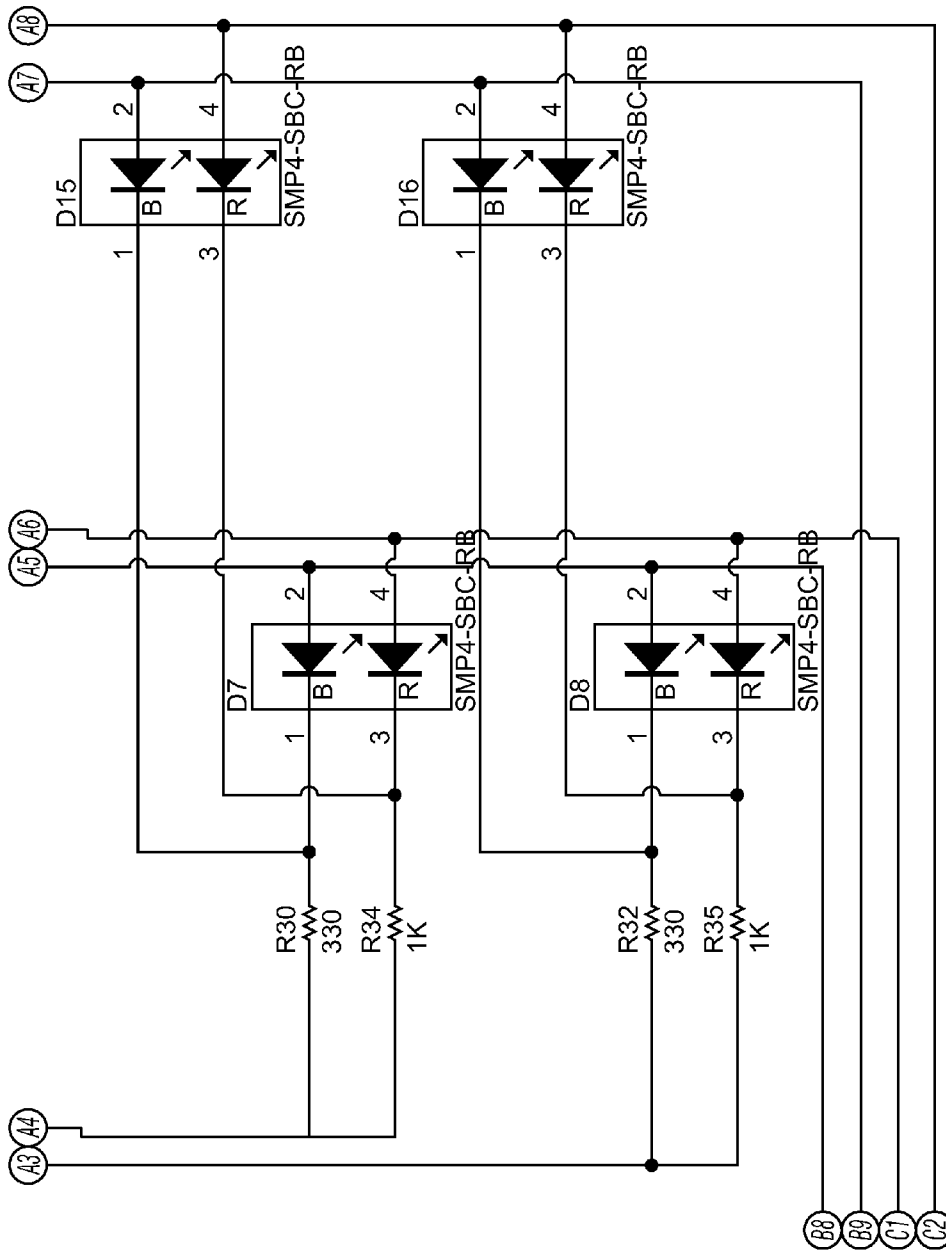 A3
A4
A5
A6
A7
A8
D15
1
2
B
3
4
R
SMP4-SBC-RB
D7
R30
330
1
2
B
R34
1K
3
4
R
SMP4-SBC-RB
D16
1
2
B
3
4
R
SMP4-SBC-RB
D8
R32
330
1
2
B
R35
1K
3
4
R
SMP4-SBC-RB
B8
B9
C1
C2